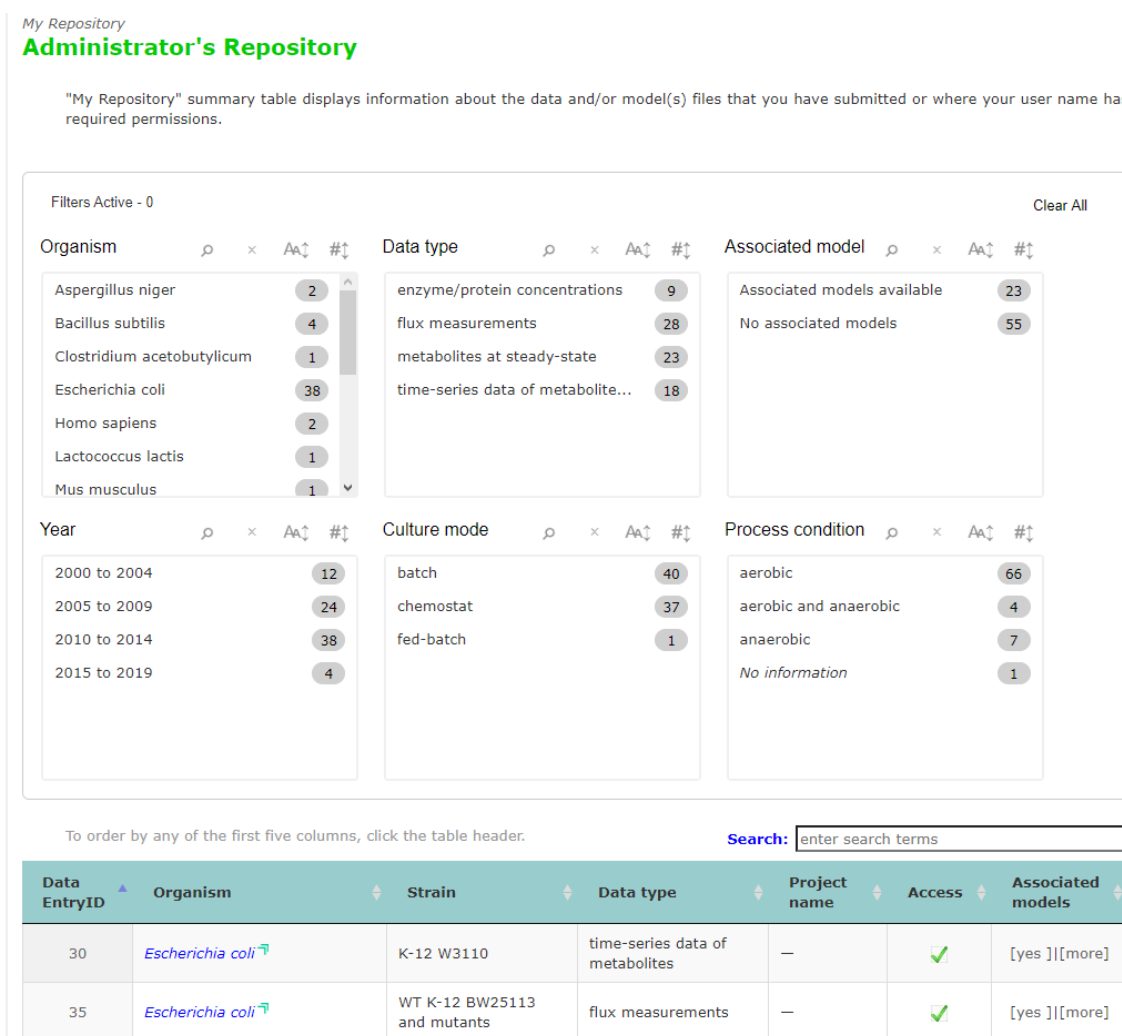 My Repository
Administrator's Repository
"My Repository" summary table displays information about the data and/or model(s) files that you have submitted or where your user name
required permissions.
Filters Active - 0
Clear All
Organism
Aspergillus niger 2
Bacillus subtilis 4
Clostridium acetobutylicum 1
Escherichia coli 38
Homo sapiens 2
Lactococcus lactis 1
Mus musculus 1
Data type
enzyme/protein concentrations 9
flux measurements 28
metabolites at steady-state 23
time-series data of metabolite... 18
Associated model
Associated models available 23
No associated models 55
Year
2000 to 2004 12
2005 to 2009 24
2010 to 2014 38
2015 to 2019 4
Culture mode
batch 40
chemostat 37
fed-batch 1
Process condition
aerobic 66
aerobic and anaerobic 4
anaerobic 7
No information 1
To order by any of the first five columns, click the table header.
Search: enter search terms
Data EntryID Organism Strain Data type Project name Access Associated models
30 Escherichia coli K-12 W3110 time-series data of metabolites — [yes ]|[more]
35 Escherichia coli WT K-12 BW25113 and mutants flux measurements — [yes ]|[more]